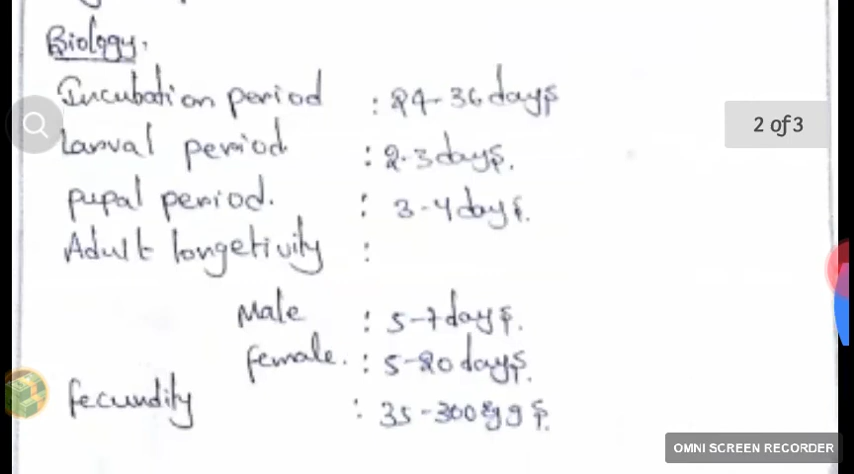 Biology.
Incubation period : 24-36 days
2 of 3
Larval period : 2-3 days.
pupal period. : 3-4 days.
Adult longetivity :
Male : 5-7 days.
female. : 5-20 days.
fecundity : 35-300 eggs.
OMNI SCREEN RECORDER